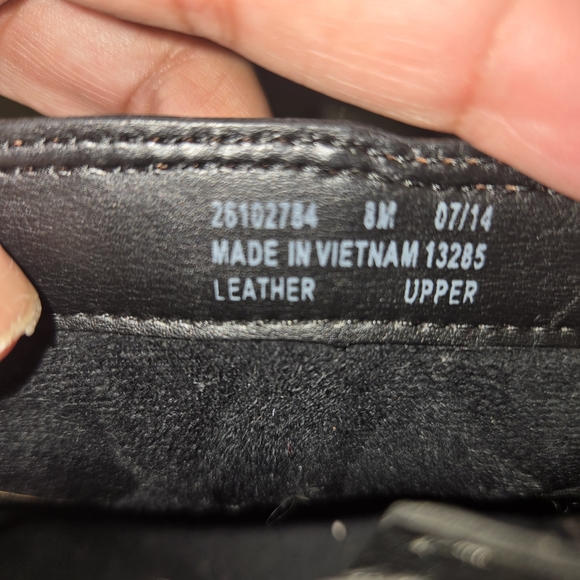 26102784 8M 07/14
MADE IN VIETNAM 13285
LEATHER UPPER